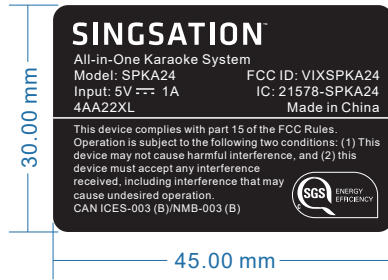 SINGSATION™
All-in-One Karaoke System
Model: SPKA24 FCC ID: VIXSPKA24
Input: 5V⎓ 1A IC: 21578-SPKA24
4AA22XL Made in China
This device complies with part 15 of the FCC Rules.
Operation is subject to the following two conditions: (1) This
device may not cause harmful interference, and (2) this
device must accept any interference
received, including interference that may
cause undesired operation.
CAN ICES-003 (B)/NMB-003 (B)
SGS ENERGY
EFFICIENCY
30.00 mm
45.00 mm